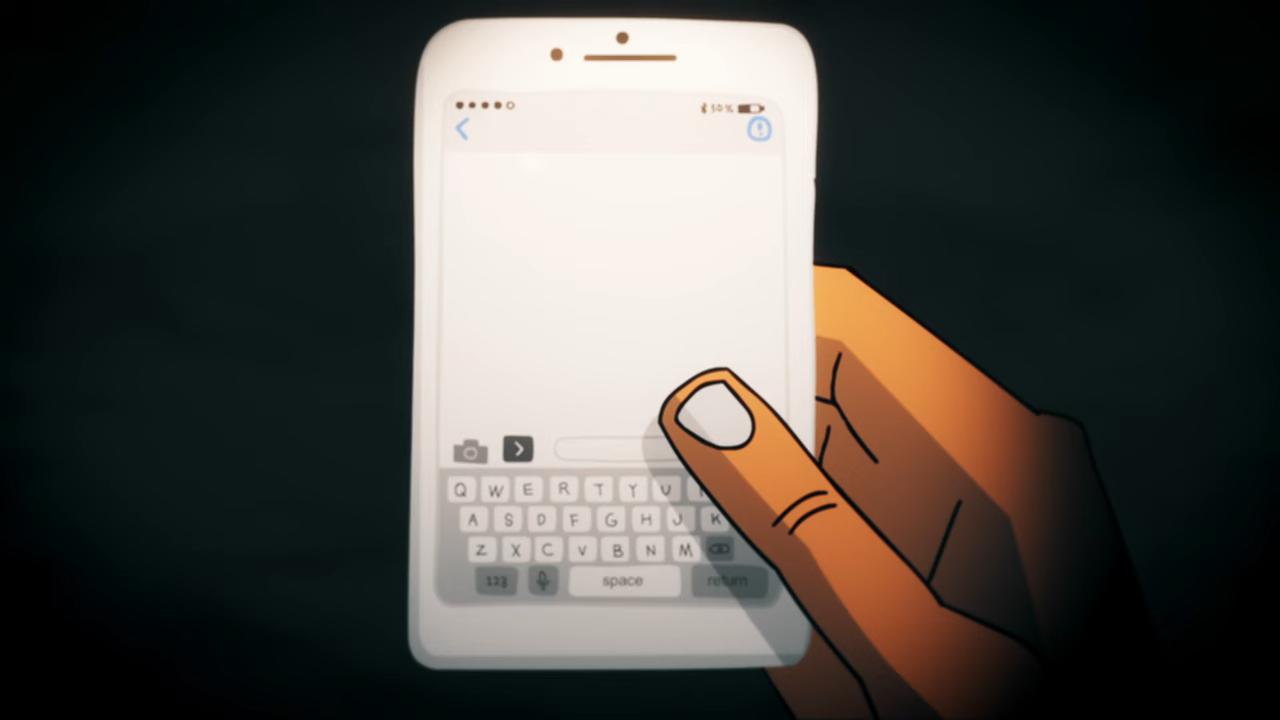 50%
Q W E R T Y U
A S D F G H J K
Z X C V B N M
123 space return